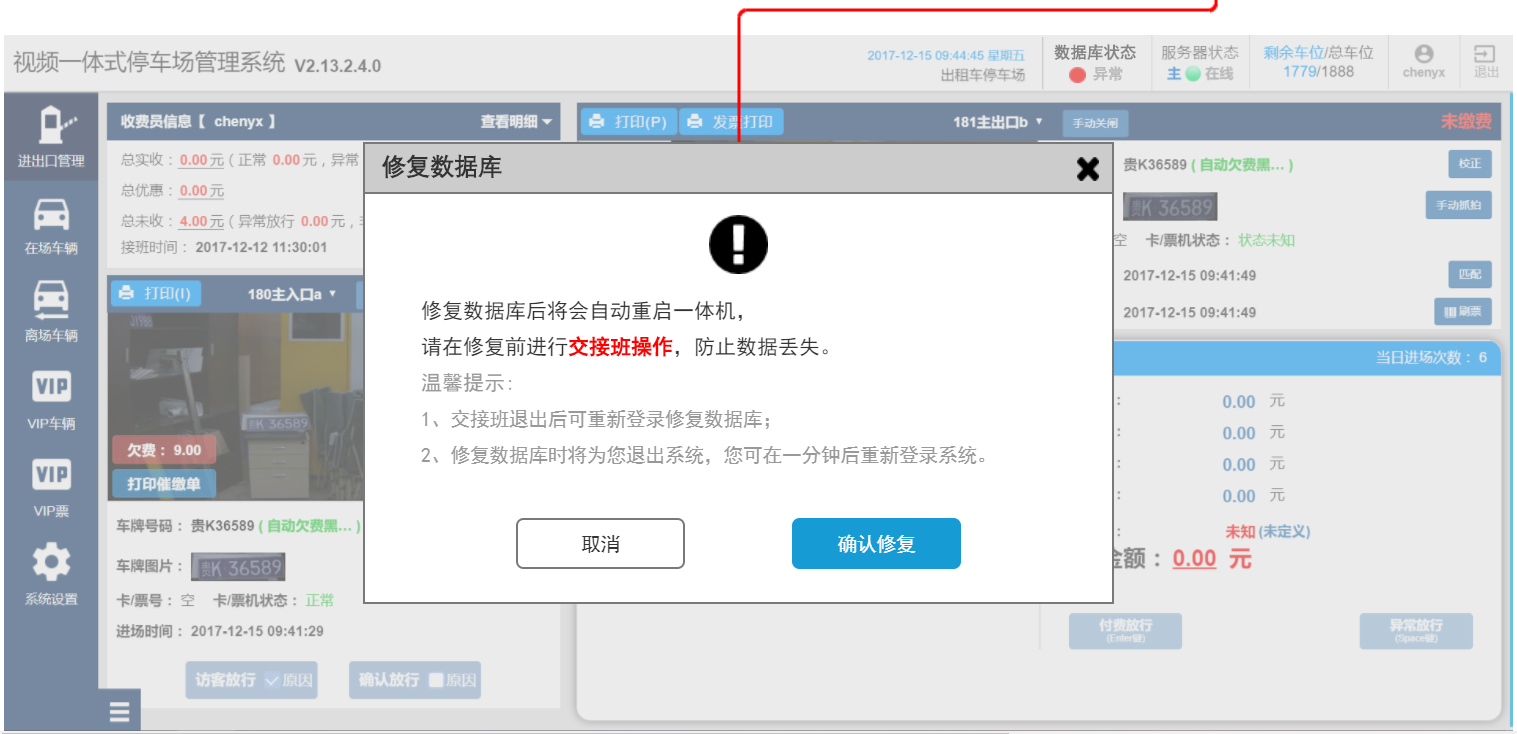 视频一体式停车场管理系统 V2.13.2.4.0
2017-12-15 09:44:45 星期五
出租车停车场
数据库状态
异常
服务器状态
主 在线
剩余车位/总车位
1779/1888
chenyx
退出
进出口管理
在场车辆
离场车辆
VIP
VIP车辆
VIP
VIP票
系统设置
收费员信息【 chenyx 】 查看明细
总实收：0.00元 ( 正常 0.00元 , 异常
总优惠：0.00元
总未收：4.00元 ( 异常放行 0.00元 ,
接班时间： 2017-12-12 11:30:01
打印(I) 180主入口a
K 36589
欠费： 9.00
打印催缴单
车牌号码： 贵K36589 ( 自动欠费黑... )
车牌图片： 贵K 36589
卡/票号： 空 卡/票机状态： 正常
进场时间： 2017-12-15 09:41:29
访客放行 原因 确认放行 原因
打印(P) 发票打印 181主出口b 手动关闸 未缴费
贵K36589 ( 自动欠费黑... ) 校正
贵K 36589 手动抓拍
空 卡/票机状态： 状态未知
2017-12-15 09:41:49 匹配
2017-12-15 09:41:49 刷票
当日进场次数： 6
： 0.00 元
： 0.00 元
： 0.00 元
： 0.00 元
： 未知 (未定义)
金额： 0.00 元
付费放行
(Enter键)
异常放行
(Space键)
修复数据库
修复数据库后将会自动重启一体机，
请在修复前进行交接班操作，防止数据丢失。
温馨提示：
1、交接班退出后可重新登录修复数据库；
2、修复数据库时将为您退出系统，您可在一分钟后重新登录系统。
取消 确认修复